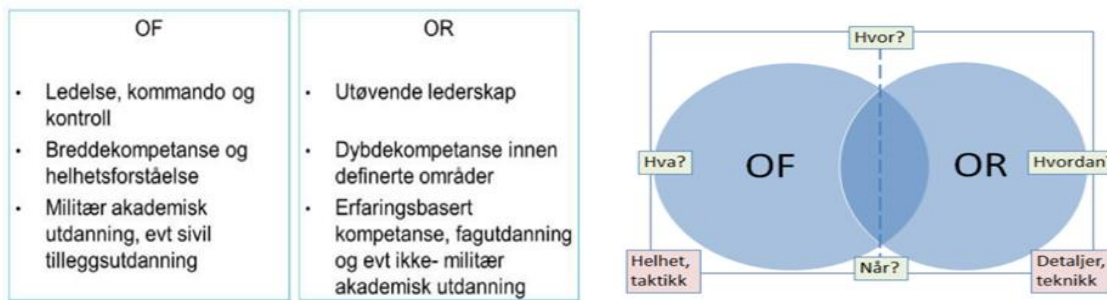 OF
• Ledelse, kommando og
kontroll
• Breddekompetanse og
helhetsforståelse
• Militær akademisk
utdanning, evt sivil
tilleggsutdanning
OR
• Utøvende lederskap
• Dybdekompetanse innen
definerte områder
• Erfaringsbasert
kompetanse, fagutdanning
og evt ikke- militær
akademisk utdanning
Hvor?
Hva?
OF
OR
Hvordan?
Helhet,
taktikk
Når?
Detaljer,
teknikk